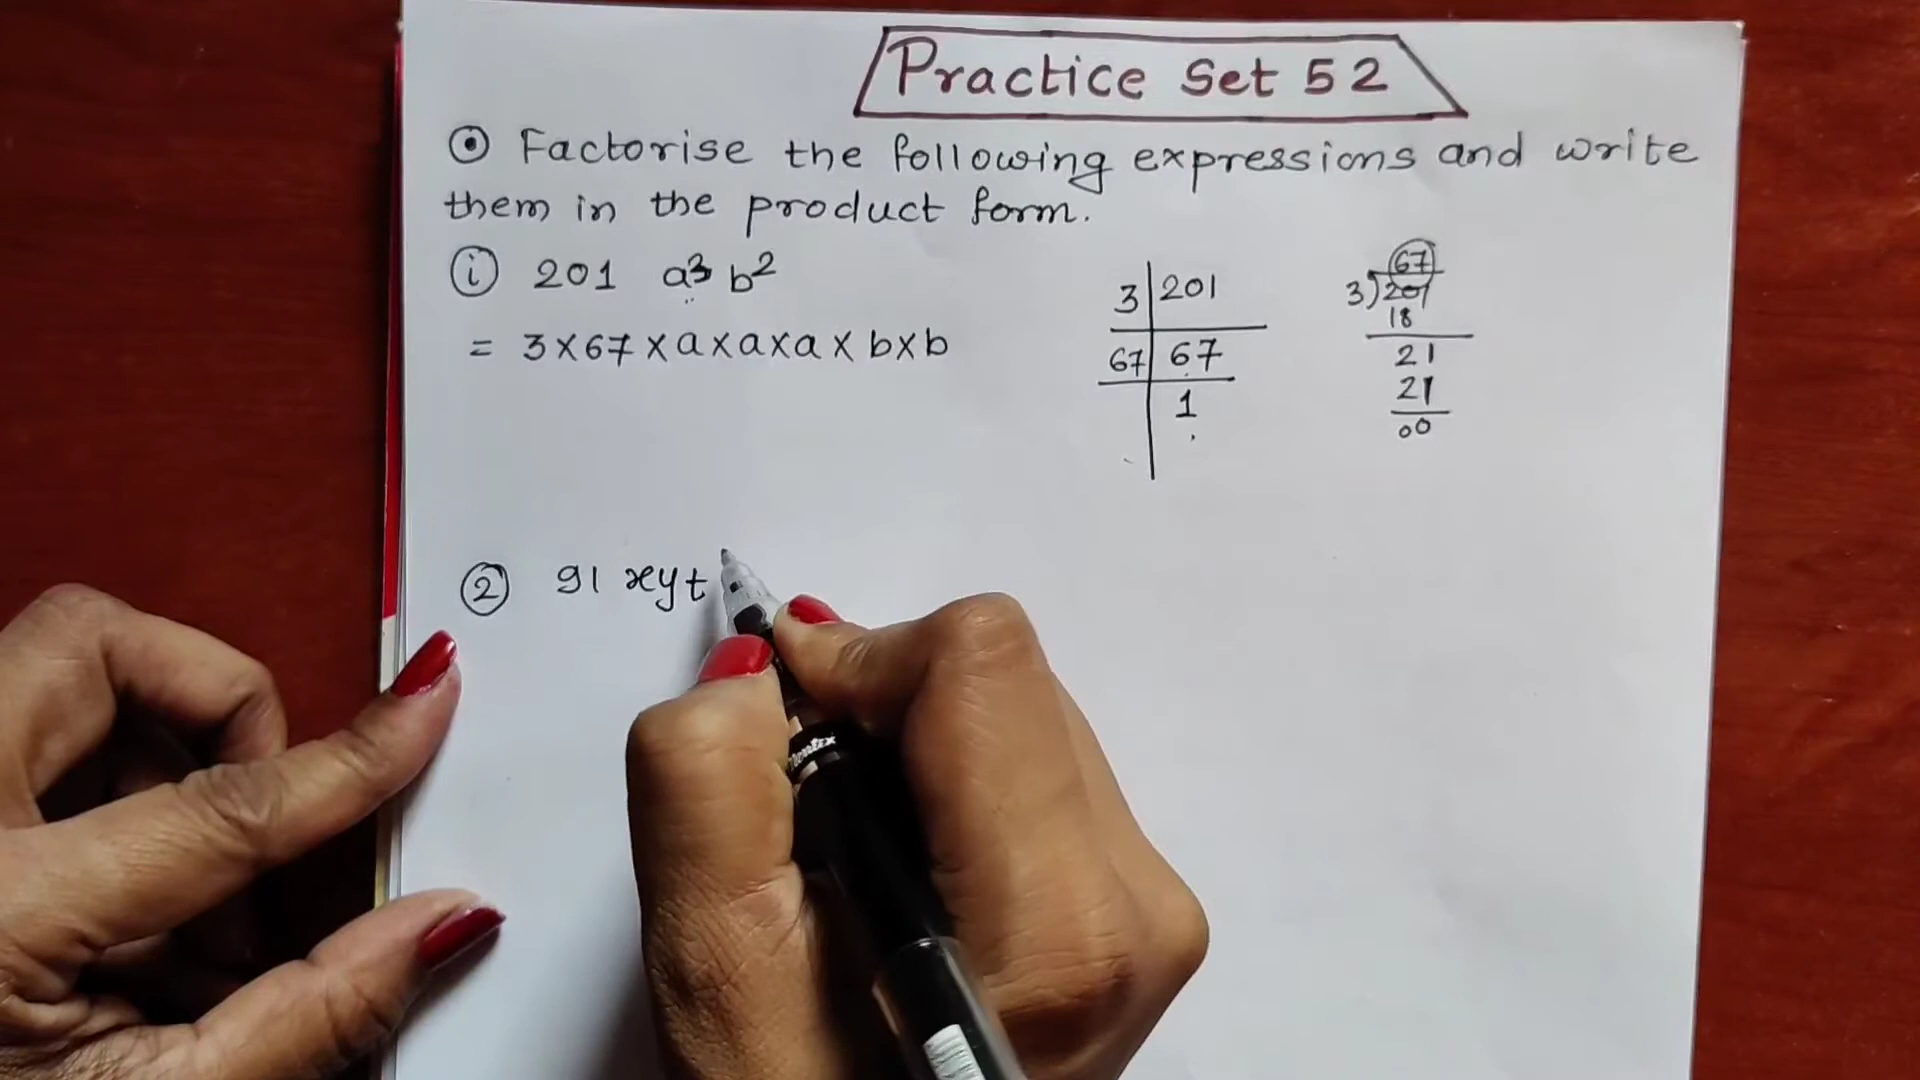 Practice Set 52
⊙ Factorise the following expressions and write
them in the product form.
ⓘ 201 a³ b²
= 3×67×a×a×a×b×b
3 | 201
67 | 67
1
67
3)201
18
21
21
00
② 91 xyt